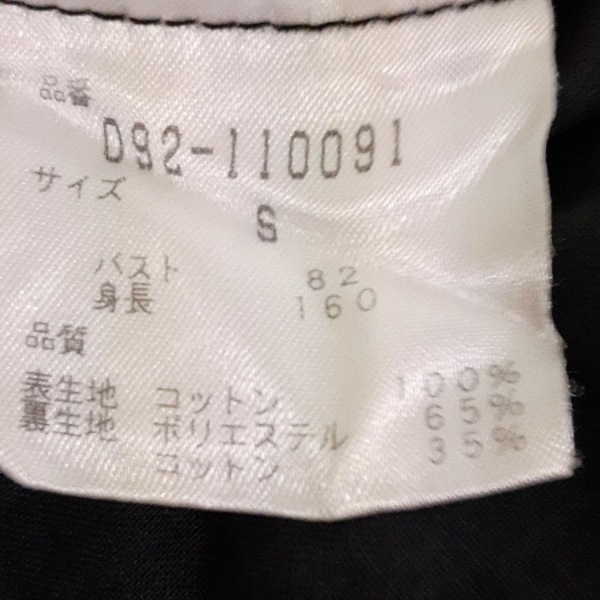 品番
D92-110091
サイズ
S
バスト 82
身長 160
品質
表生地 コットン 100%
裏生地 ポリエステル 65%
コットン 35%